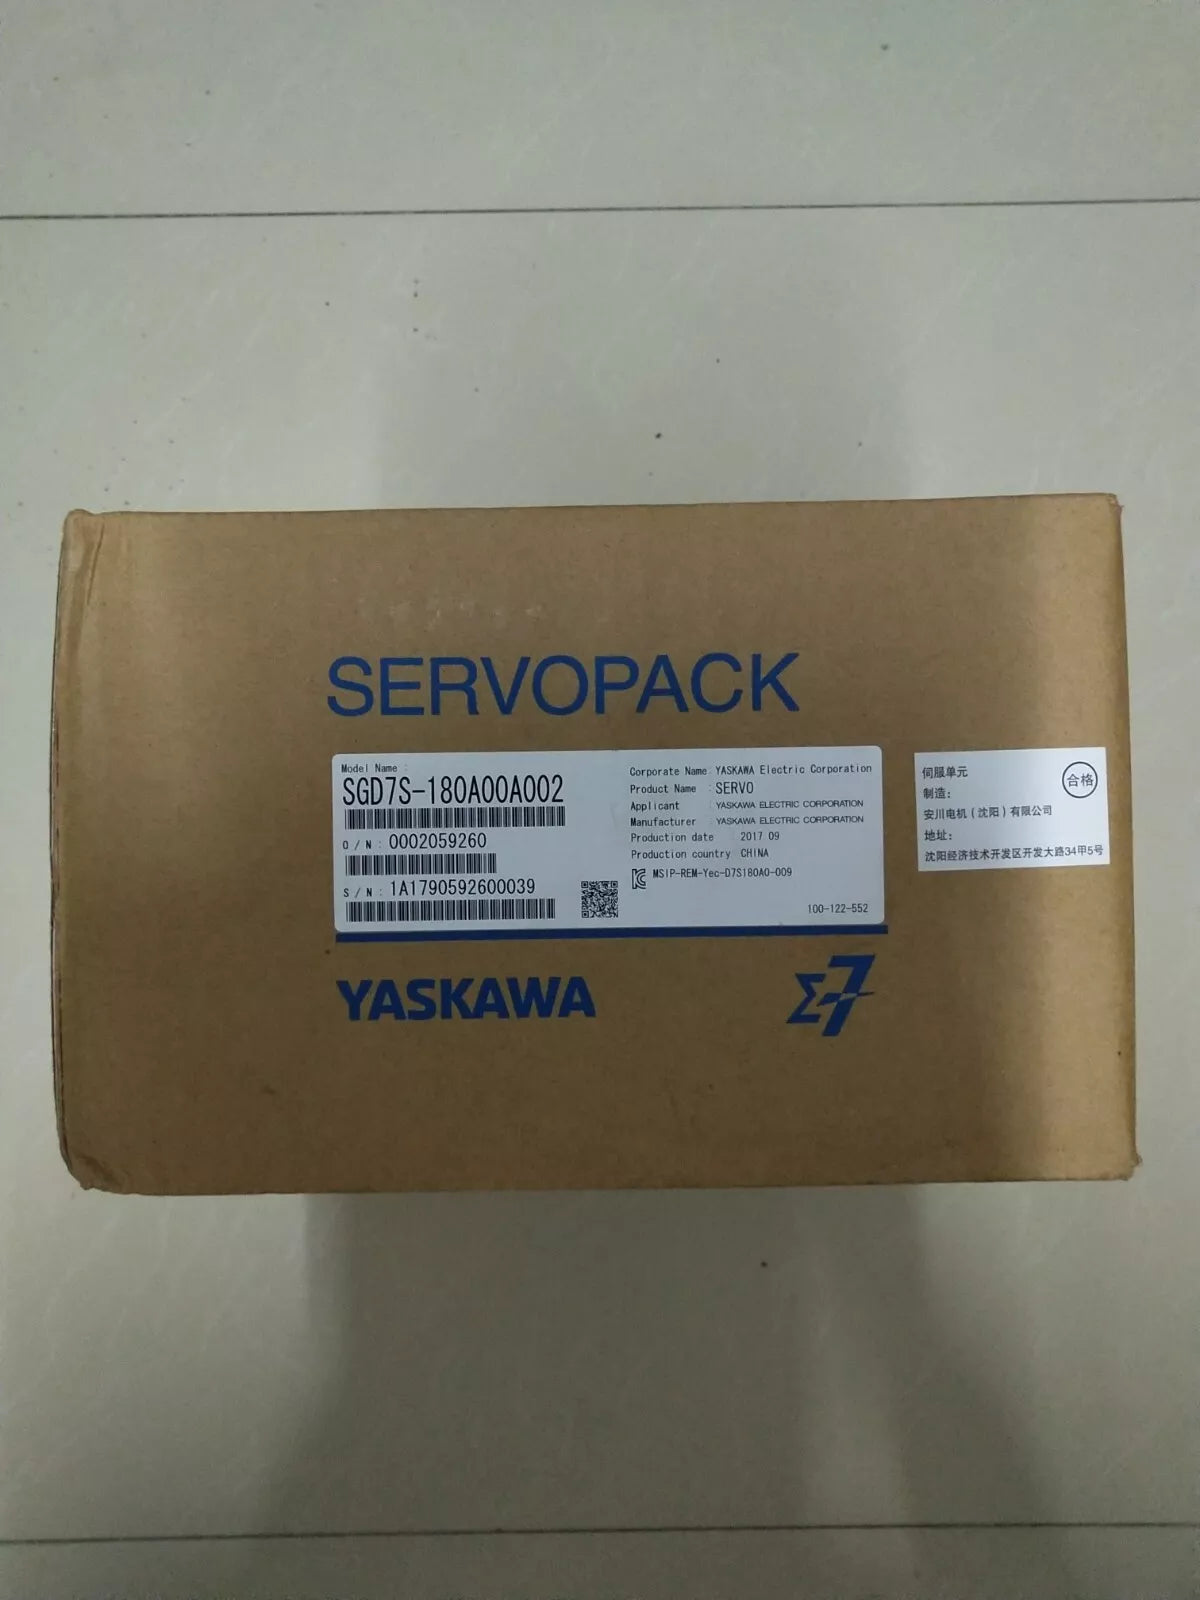 SERVOPACK
Model Name :
SGD7S-180A00A002
O / N : 0002059260
S / N : 1A1790592600039
Corporate Name : YASKAWA Electric Corporation
Product Name : SERVO
Applicant : YASKAWA ELECTRIC CORPORATION
Manufacturer : YASKAWA ELECTRIC CORPORATION
Production date : 2017.09
Production country : CHINA
MSIP-REM-Yec-D7S180A0-009
100-122-552
伺服单元
合格
制造：
安川电机（沈阳）有限公司
地址：
沈阳经济技术开发区开发大路34甲5号
YASKAWA
Σ-7